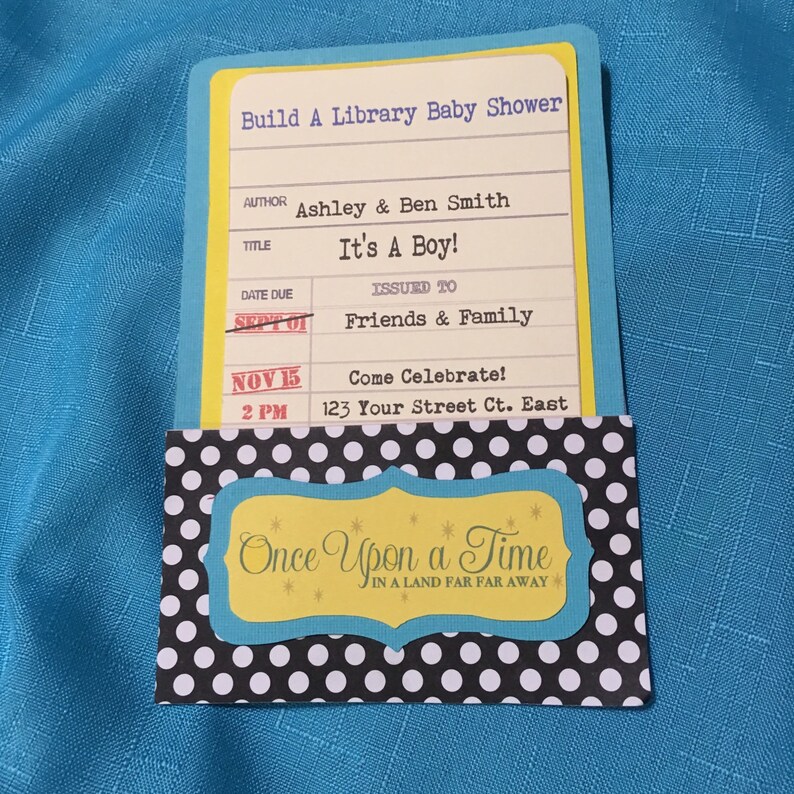 Build A Library Baby Shower
AUTHOR Ashley & Ben Smith
TITLE It's A Boy!
DATE DUE ISSUED TO
SEPT 01 Friends & Family
NOV 15 Come Celebrate!
2 PM 123 Your Street Ct. East
Once Upon a Time
IN A LAND FAR FAR AWAY